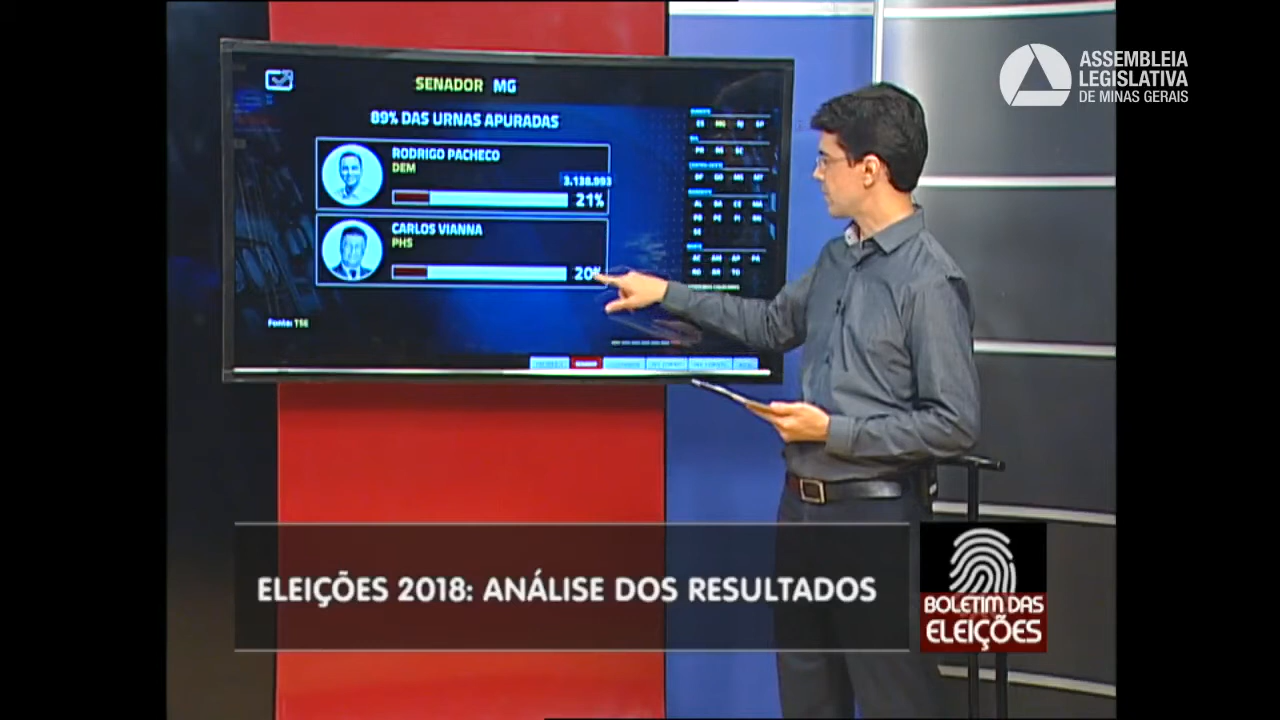 ASSEMBLEIA
LEGISLATIVA
DE MINAS GERAIS
SENADOR MG
89% DAS URNAS APURADAS
RODRIGO PACHECO
DEM
3.138.993
21%
CARLOS VIANNA
PHS
20%
Fonte: TSE
ELEIÇÕES 2018: ANÁLISE DOS RESULTADOS
BOLETIM DAS
ELEIÇÕES